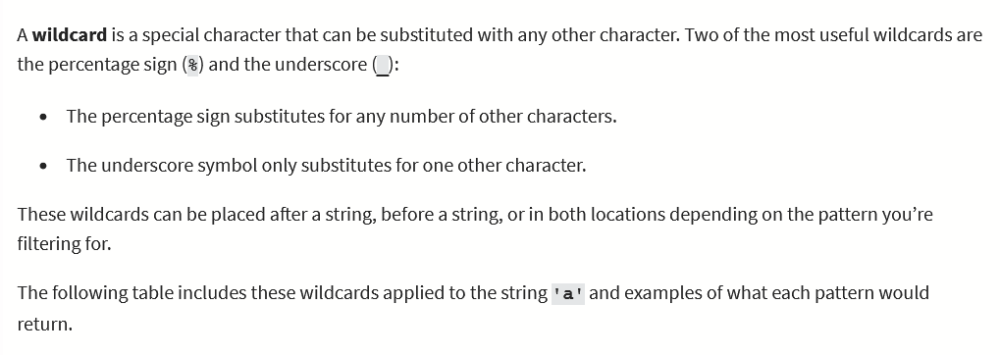 A wildcard is a special character that can be substituted with any other character. Two of the most useful wildcards are
the percentage sign (%) and the underscore (_):
• The percentage sign substitutes for any number of other characters.
• The underscore symbol only substitutes for one other character.
These wildcards can be placed after a string, before a string, or in both locations depending on the pattern you’re
filtering for.
The following table includes these wildcards applied to the string 'a' and examples of what each pattern would
return.